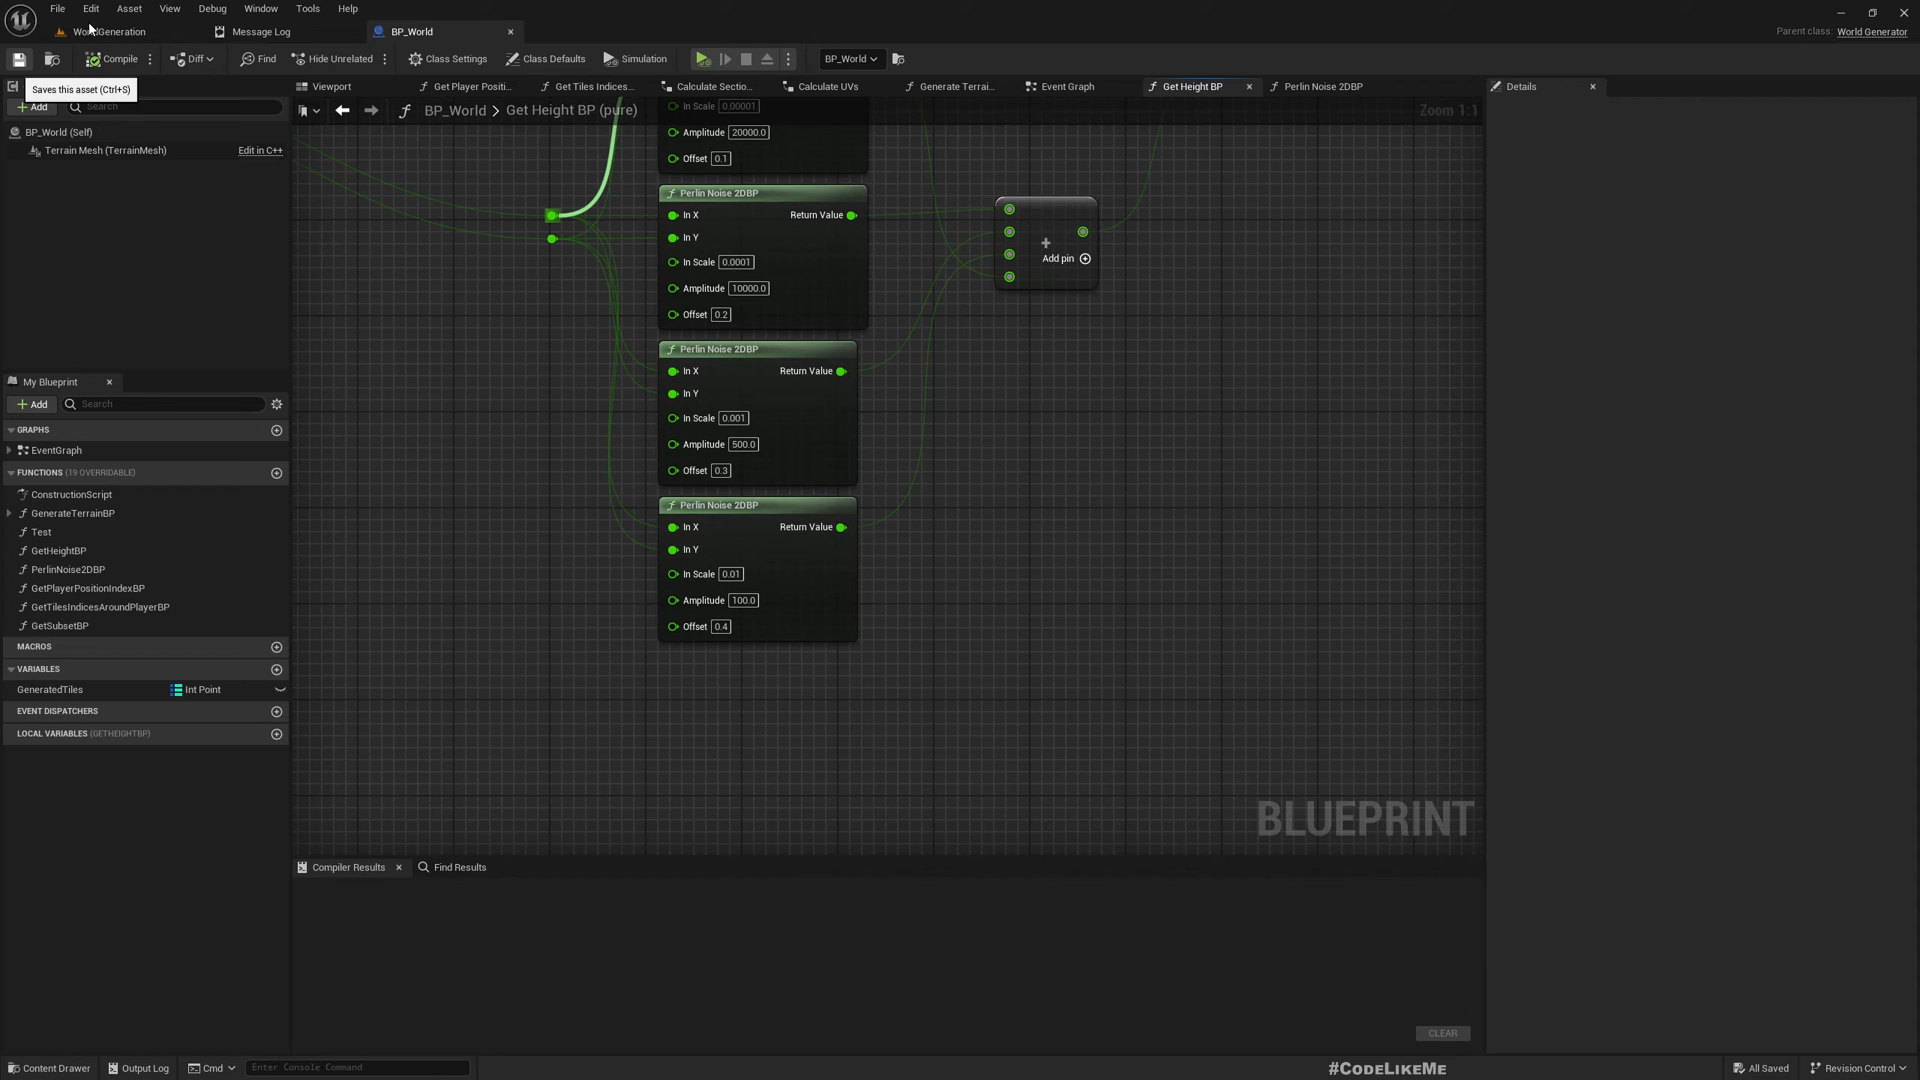 File Edit Asset View Debug Window Tools Help
WorldGeneration Message Log BP_World
Parent class: World Generator
Compile Diff Find Hide Unrelated Class Settings Class Defaults Simulation BP_World
Saves this asset (Ctrl+S)
Add Search
BP_World (Self)
Terrain Mesh (TerrainMesh) Edit in C++
Viewport Get Player Positi... Get Tiles Indices... Calculate Sectio... Calculate UVs Generate Terrai... Event Graph Get Height BP Perlin Noise 2DBP
BP_World > Get Height BP (pure)
Zoom 1:1
In Scale 0.00001
Amplitude 20000.0
Offset 0.1
Perlin Noise 2DBP
In X Return Value
In Y
In Scale 0.0001
Amplitude 10000.0
Offset 0.2
Perlin Noise 2DBP
In X Return Value
In Y
In Scale 0.001
Amplitude 500.0
Offset 0.3
Perlin Noise 2DBP
In X Return Value
In Y
In Scale 0.01
Amplitude 100.0
Offset 0.4
Add pin
BLUEPRINT
Details
My Blueprint
Add Search
GRAPHS
EventGraph
FUNCTIONS (19 OVERRIDABLE)
ConstructionScript
GenerateTerrainBP
Test
GetHeightBP
PerlinNoise2DBP
GetPlayerPositionIndexBP
GetTilesIndicesAroundPlayerBP
GetSubsetBP
MACROS
VARIABLES
GeneratedTiles Int Point
EVENT DISPATCHERS
LOCAL VARIABLES (GETHEIGHTBP)
Compiler Results Find Results
CLEAR
Content Drawer Output Log Cmd Enter Console Command
#CODELIKEME
All Saved Revision Control